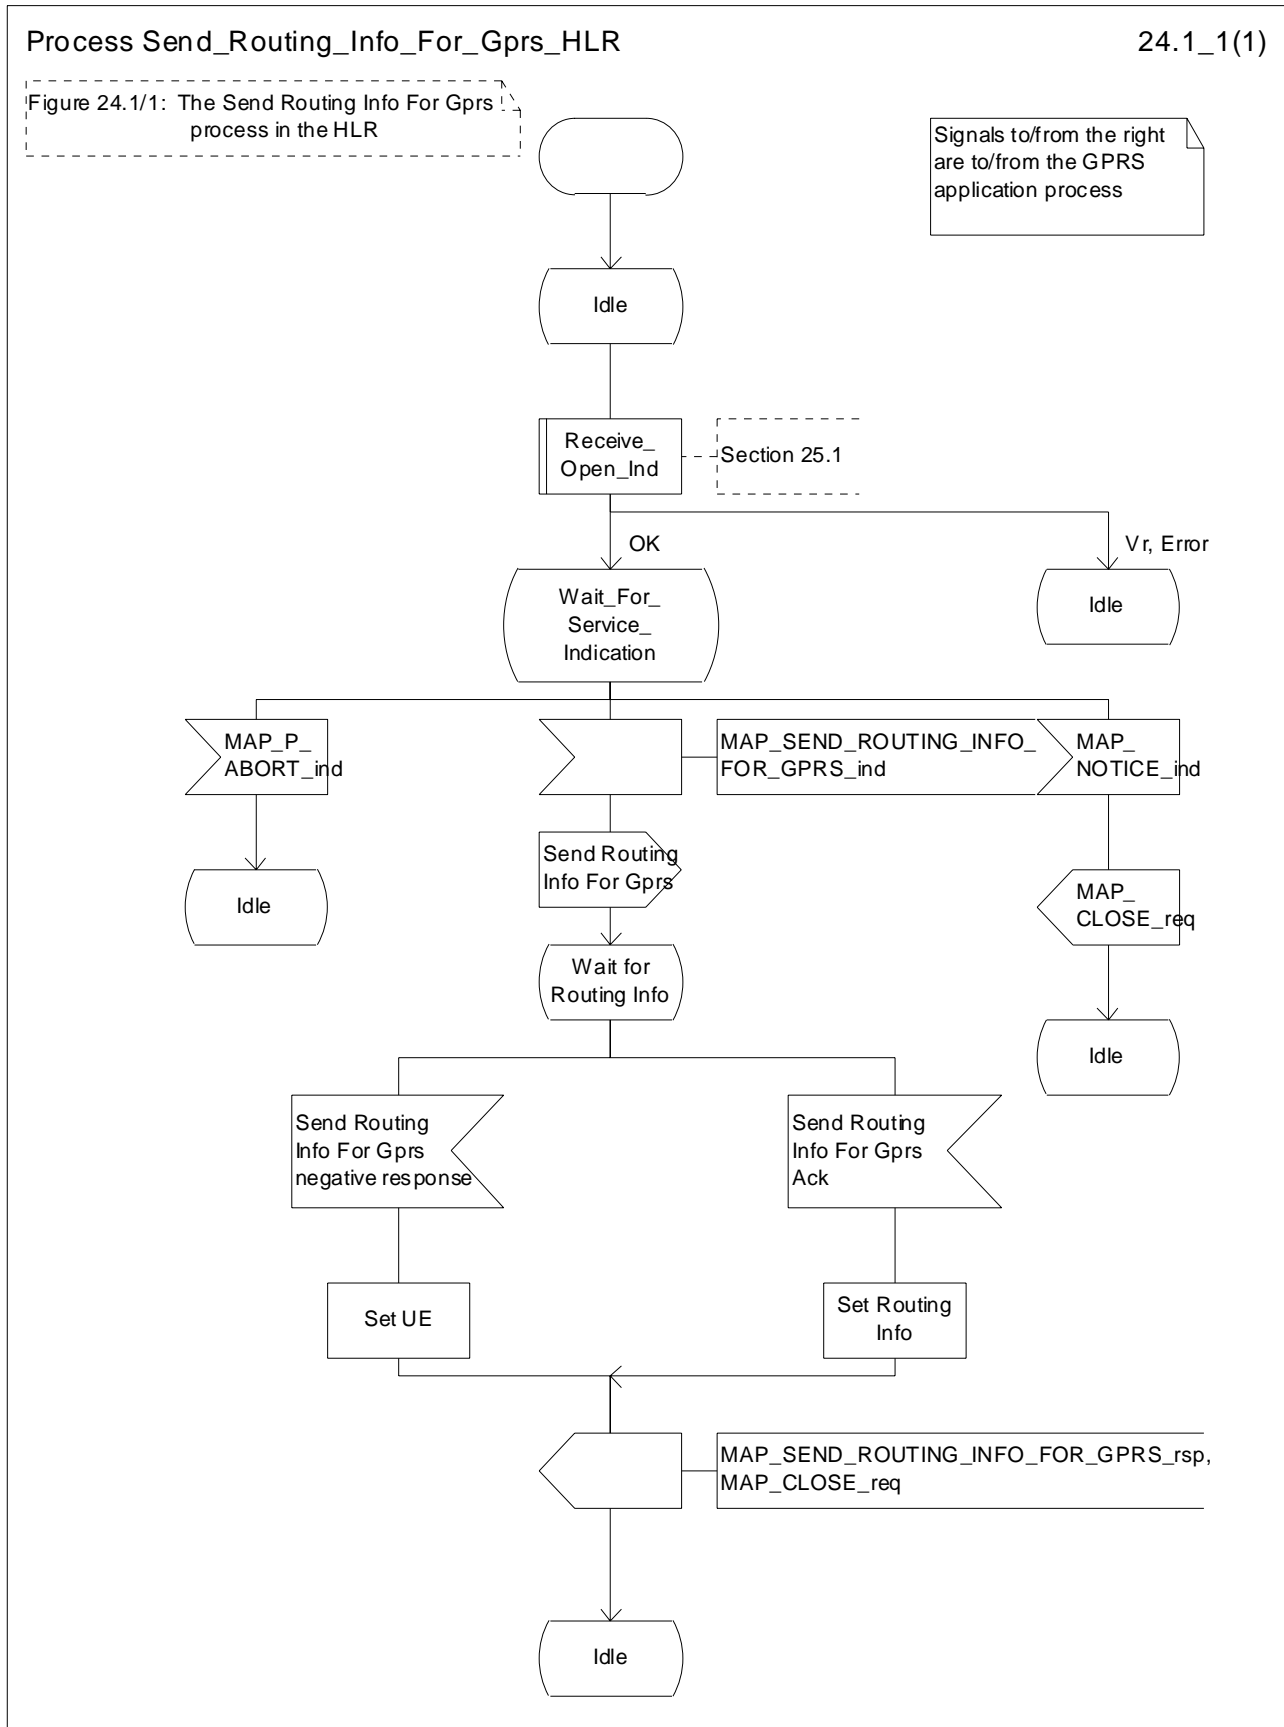 Process Send_Routing_Info_For_Gprs_HLR
24.1_1(1)
Figure 24.1/1: The Send Routing Info For Gprs
process in the HLR
Signals to/from the right
are to/from the GPRS
application process
Idle
Receive_
Open_Ind
Section 25.1
OK
Vr, Error
Wait_For_
Service_
Indication
Idle
MAP_P_
ABORT_ind
MAP_SEND_ROUTING_INFO_
FOR_GPRS_ind
MAP_
NOTICE_ind
Send Routing
Info For Gprs
Idle
MAP_
CLOSE_req
Wait for
Routing Info
Idle
Send Routing
Info For Gprs
negative response
Send Routing
Info For Gprs
Ack
Set UE
Set Routing
Info
MAP_SEND_ROUTING_INFO_FOR_GPRS_rsp,
MAP_CLOSE_req
Idle